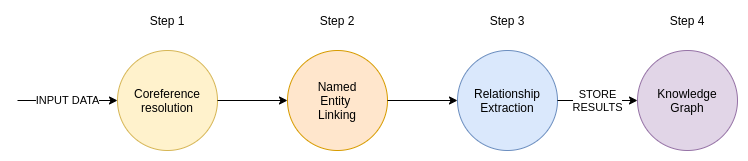 Step 1
Step 2
Step 3
Step 4
INPUT DATA
Coreference
resolution
Named
Entity
Linking
Relationship
Extraction
STORE
RESULTS
Knowledge
Graph